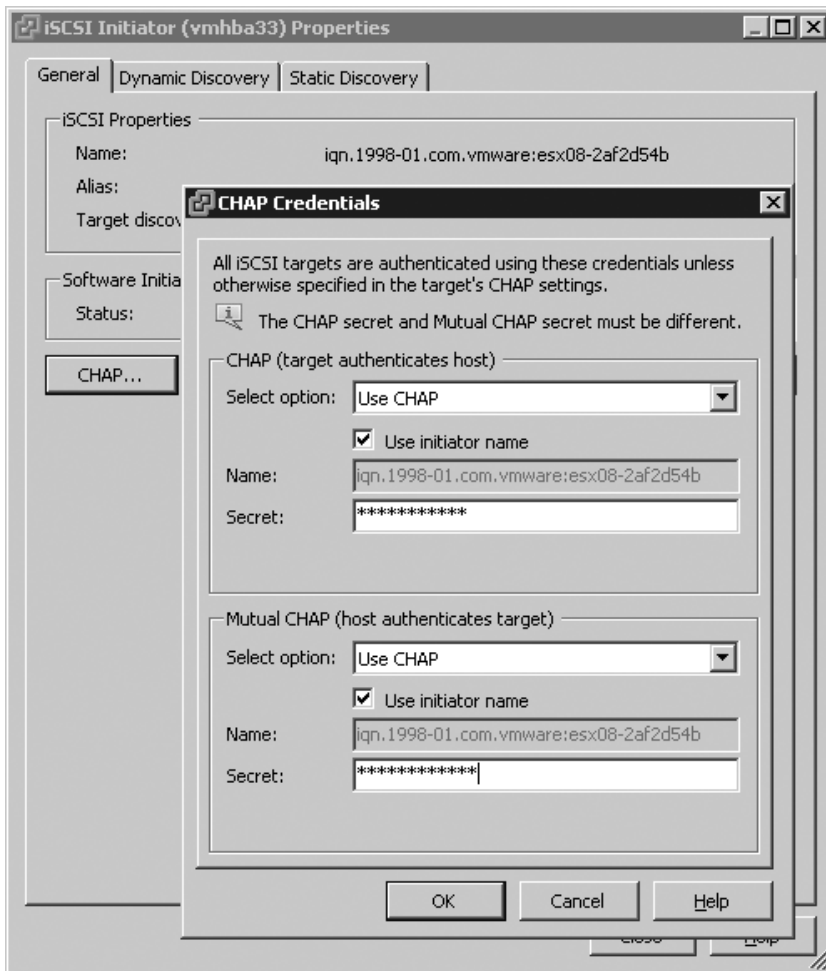 iSCSI Initiator (vmhba33) Properties
General Dynamic Discovery Static Discovery
iSCSI Properties
Name: iqn.1998-01.com.vmware:esx08-2af2d54b
Alias:
Target discov
Software Initia
Status:
CHAP...
CHAP Credentials
All iSCSI targets are authenticated using these credentials unless
otherwise specified in the target's CHAP settings.
The CHAP secret and Mutual CHAP secret must be different.
CHAP (target authenticates host)
Select option: Use CHAP
Use initiator name
Name: iqn.1998-01.com.vmware:esx08-2af2d54b
Secret: ***********
Mutual CHAP (host authenticates target)
Select option: Use CHAP
Use initiator name
Name: iqn.1998-01.com.vmware:esx08-2af2d54b
Secret: ************
OK Cancel Help